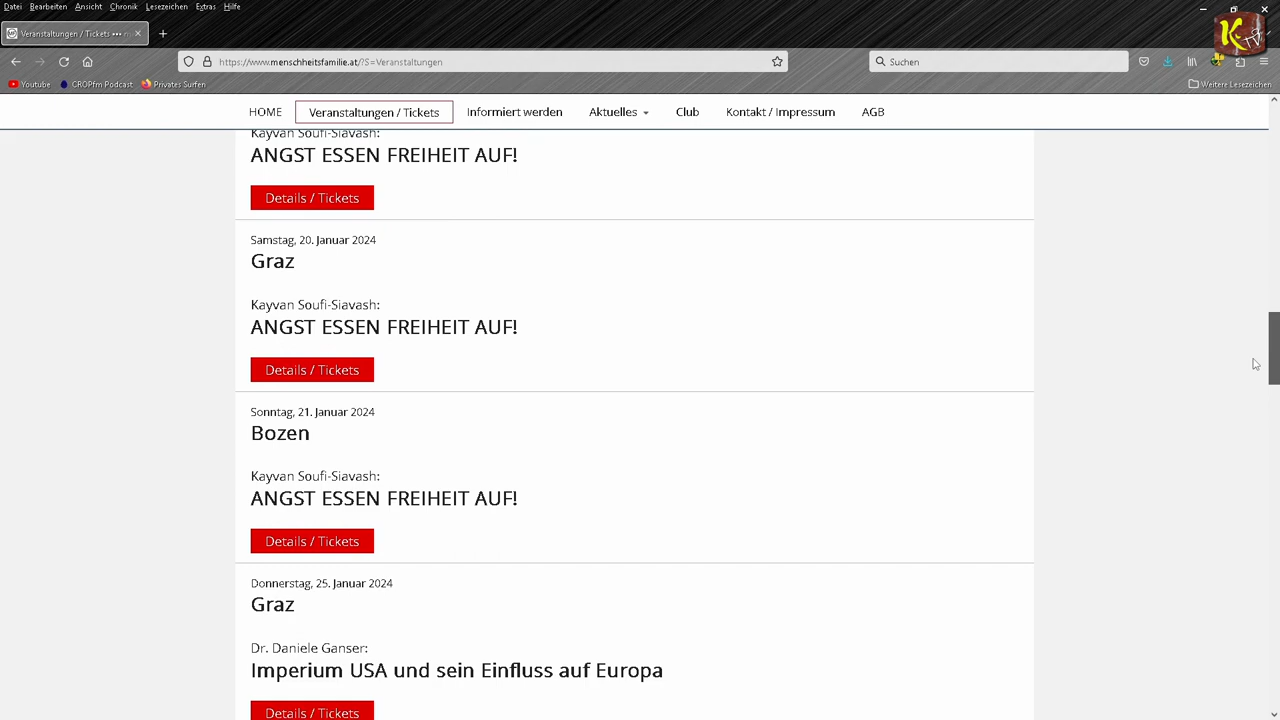 Datei Bearbeiten Ansicht Chronik Lesezeichen Extras Hilfe
Veranstaltungen / Tickets •••
https://www.menschheitsfamilie.at/?S=Veranstaltungen
Suchen
Youtube CROPfm Podcast Privates Surfen
Weitere Lesezeichen
HOME Veranstaltungen / Tickets Informiert werden Aktuelles Club Kontakt / Impressum AGB
Kayvan Soufi-Siavash:
ANGST ESSEN FREIHEIT AUF!
Details / Tickets
Samstag, 20. Januar 2024
Graz
Kayvan Soufi-Siavash:
ANGST ESSEN FREIHEIT AUF!
Details / Tickets
Sonntag, 21. Januar 2024
Bozen
Kayvan Soufi-Siavash:
ANGST ESSEN FREIHEIT AUF!
Details / Tickets
Donnerstag, 25. Januar 2024
Graz
Dr. Daniele Ganser:
Imperium USA und sein Einfluss auf Europa
Details / Tickets